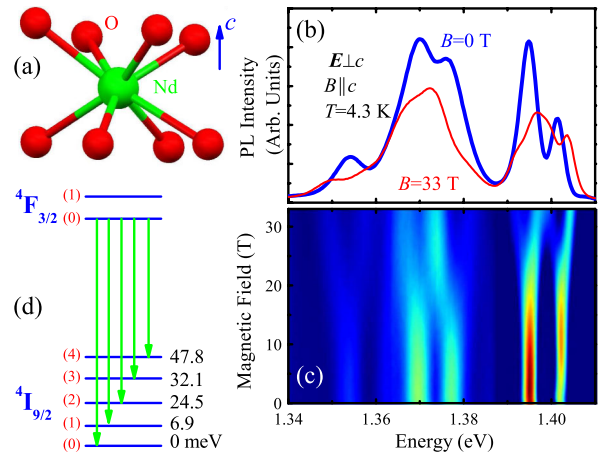 (a)
O
c
Nd
(b)
E⊥c
B∥c
T=4.3 K
B=0 T
B=33 T
PL Intensity
(Arb. Units)
(c)
Magnetic Field (T)
30
20
10
0
1.34 1.36 1.38 1.40
Energy (eV)
(d)
⁴F₃/₂
(1)
(0)
⁴I₉/₂
(4) 47.8
(3) 32.1
(2) 24.5
(1) 6.9
(0) 0 meV